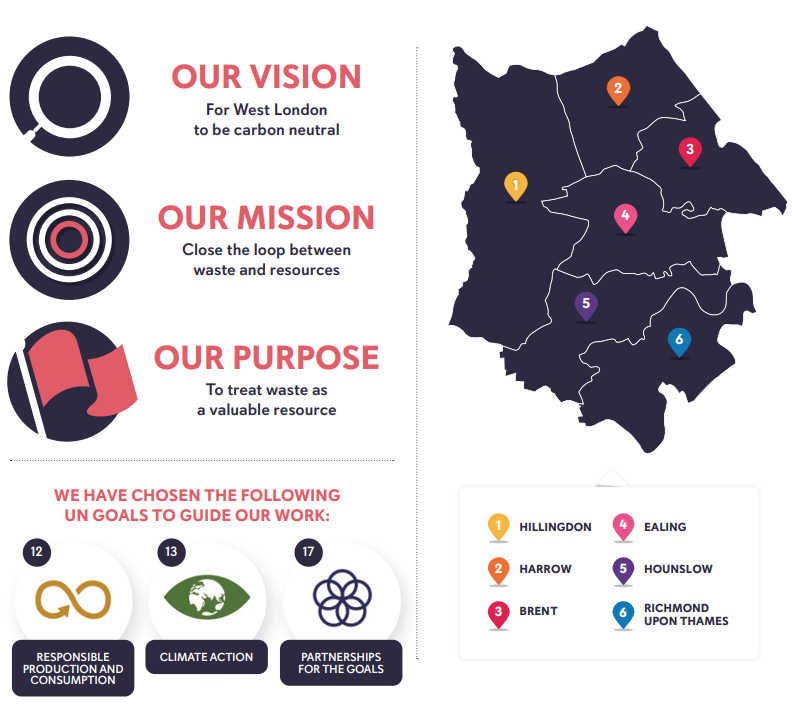 OUR VISION
For West London
to be carbon neutral
OUR MISSION
Close the loop between
waste and resources
OUR PURPOSE
To treat waste as
a valuable resource
WE HAVE CHOSEN THE FOLLOWING
UN GOALS TO GUIDE OUR WORK:
12
RESPONSIBLE
PRODUCTION AND
CONSUMPTION
13
CLIMATE ACTION
17
PARTNERSHIPS
FOR THE GOALS
2
3
1
4
5
6
1 HILLINGDON
2 HARROW
3 BRENT
4 EALING
5 HOUNSLOW
6 RICHMOND
UPON THAMES